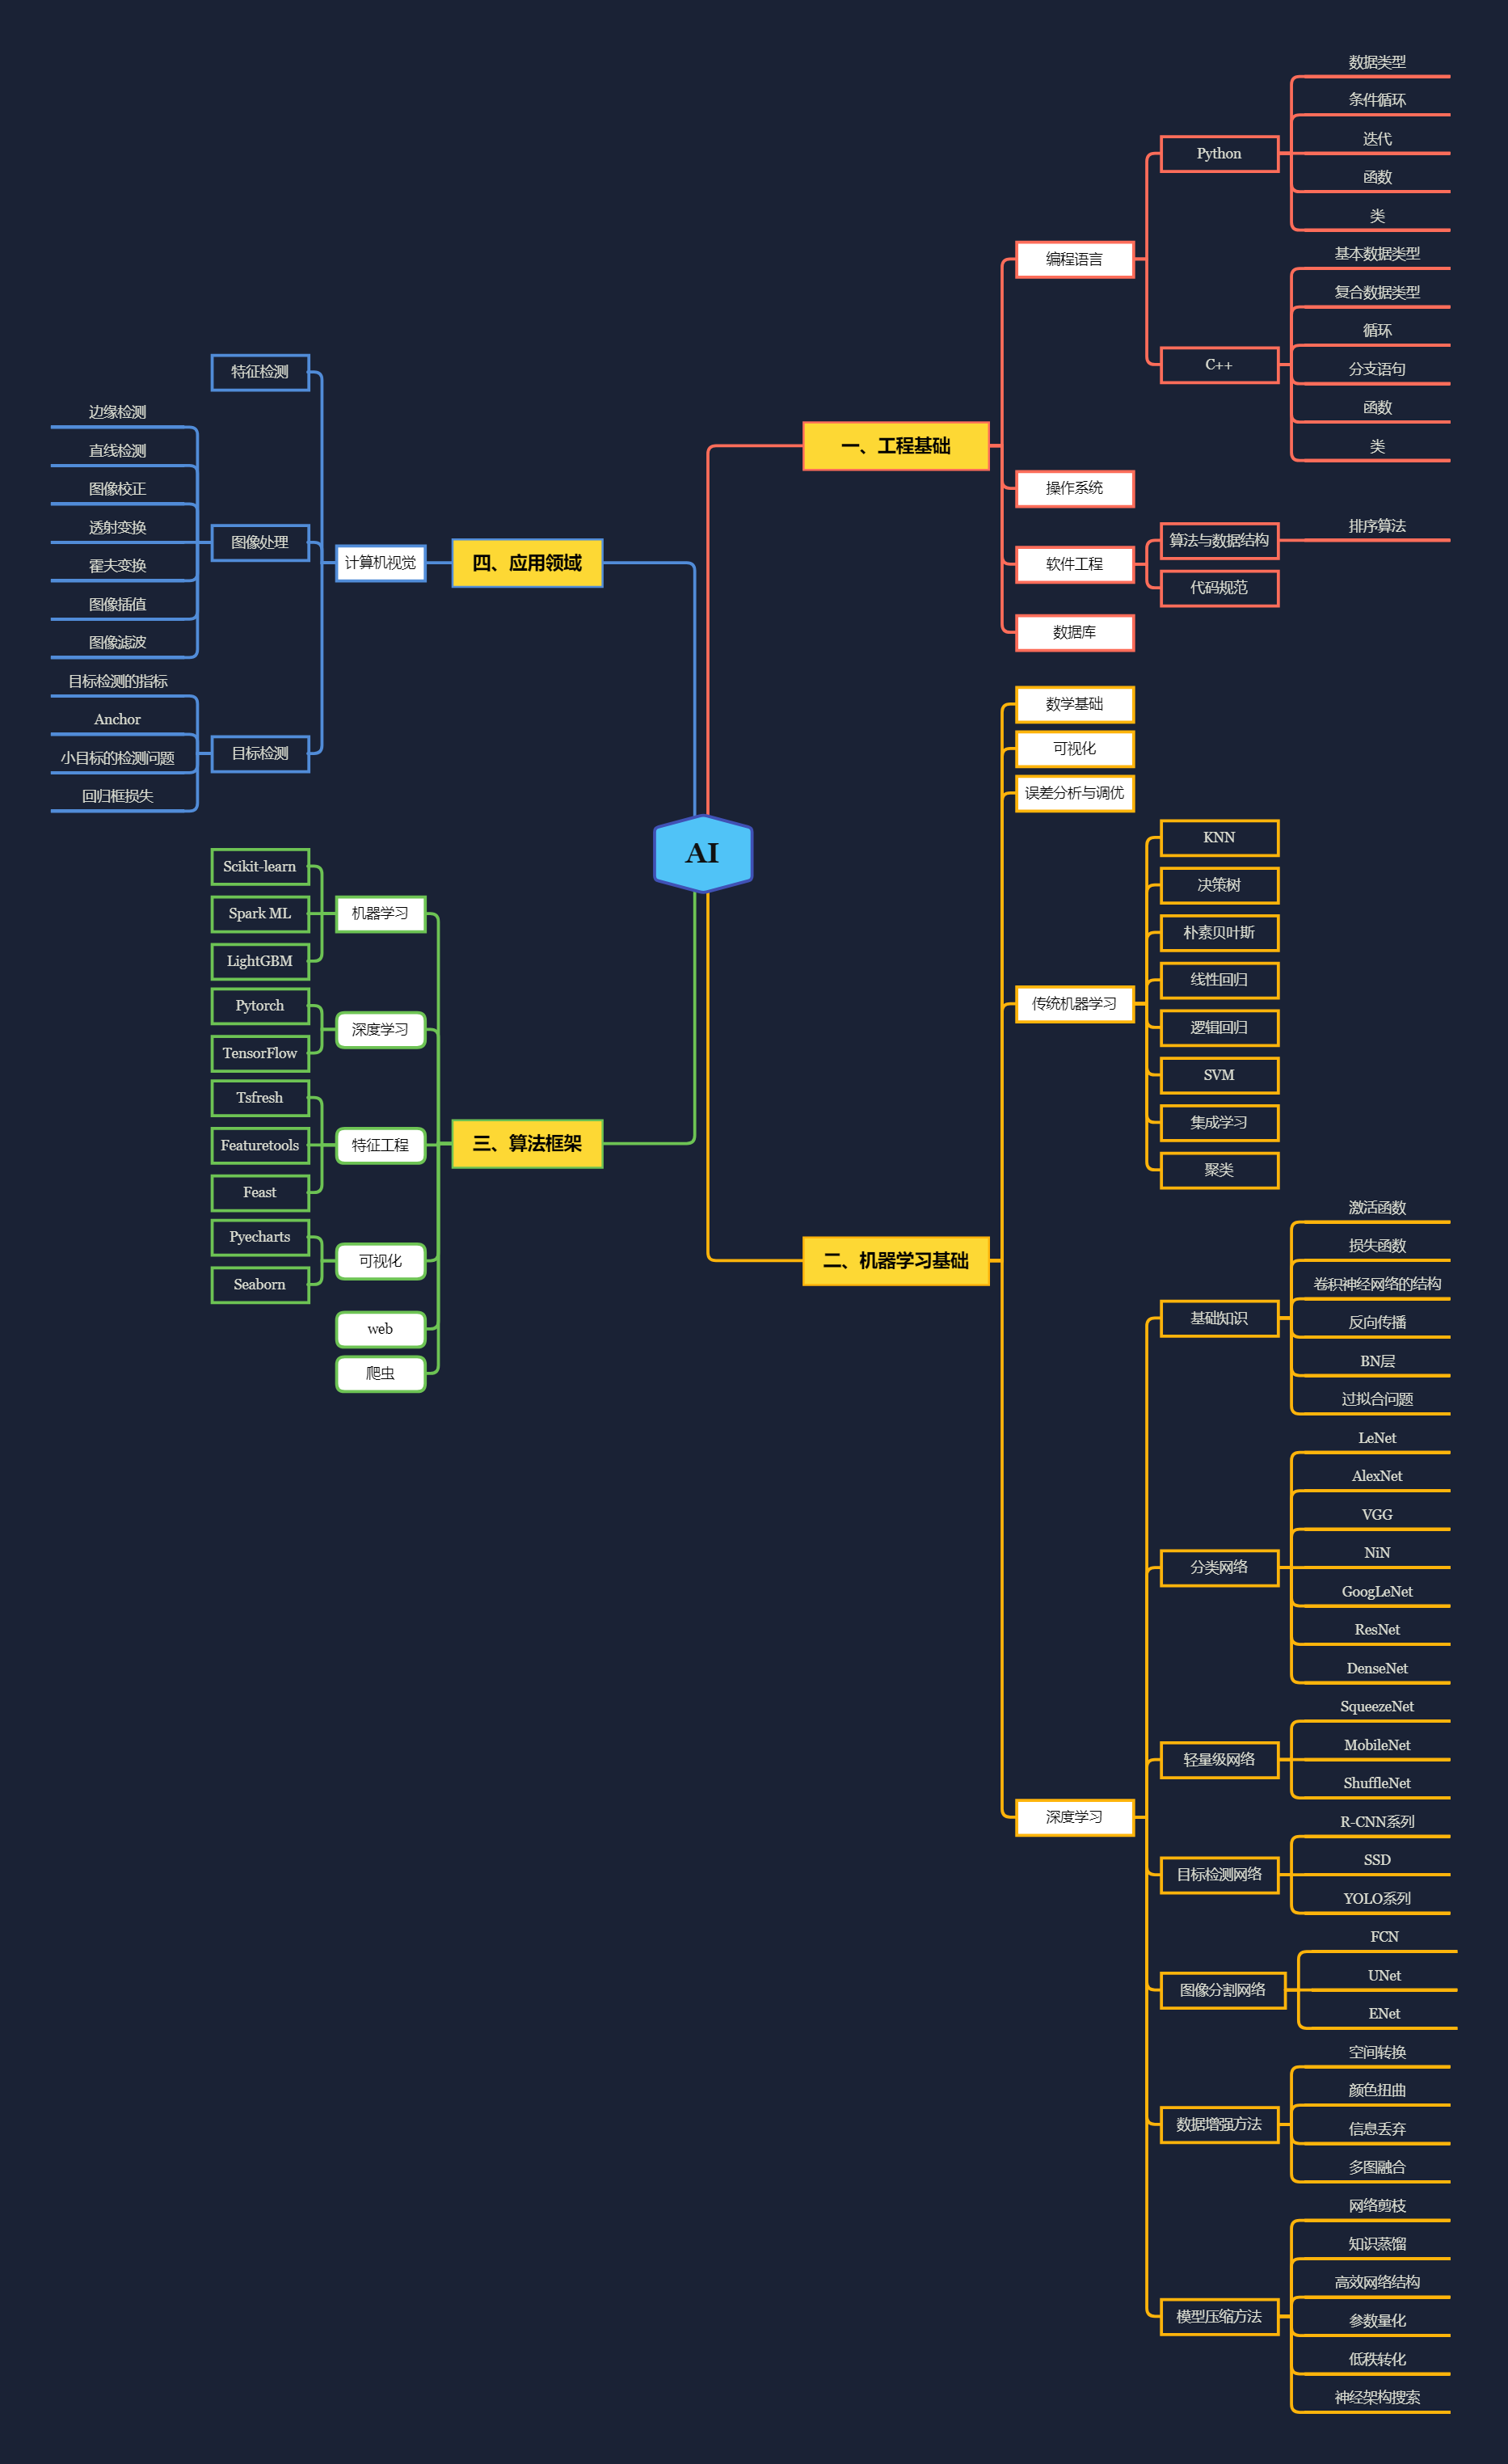 AI
一、工程基础
编程语言
Python
数据类型
条件循环
迭代
函数
类
C++
基本数据类型
复合数据类型
循环
分支语句
函数
类
操作系统
软件工程
算法与数据结构
排序算法
代码规范
数据库
二、机器学习基础
数学基础
可视化
误差分析与调优
传统机器学习
KNN
决策树
朴素贝叶斯
线性回归
逻辑回归
SVM
集成学习
聚类
深度学习
基础知识
激活函数
损失函数
卷积神经网络的结构
反向传播
BN层
过拟合问题
分类网络
LeNet
AlexNet
VGG
NiN
GoogLeNet
ResNet
DenseNet
轻量级网络
SqueezeNet
MobileNet
ShuffleNet
目标检测网络
R-CNN系列
SSD
YOLO系列
图像分割网络
FCN
UNet
ENet
数据增强方法
空间转换
颜色扭曲
信息丢弃
多图融合
模型压缩方法
网络剪枝
知识蒸馏
高效网络结构
参数量化
低秩转化
神经架构搜索
三、算法框架
机器学习
Scikit-learn
Spark ML
LightGBM
深度学习
Pytorch
TensorFlow
特征工程
Tsfresh
Featuretools
Feast
可视化
Pyecharts
Seaborn
web
爬虫
四、应用领域
计算机视觉
特征检测
图像处理
边缘检测
直线检测
图像校正
透射变换
霍夫变换
图像插值
图像滤波
目标检测
目标检测的指标
Anchor
小目标的检测问题
回归框损失